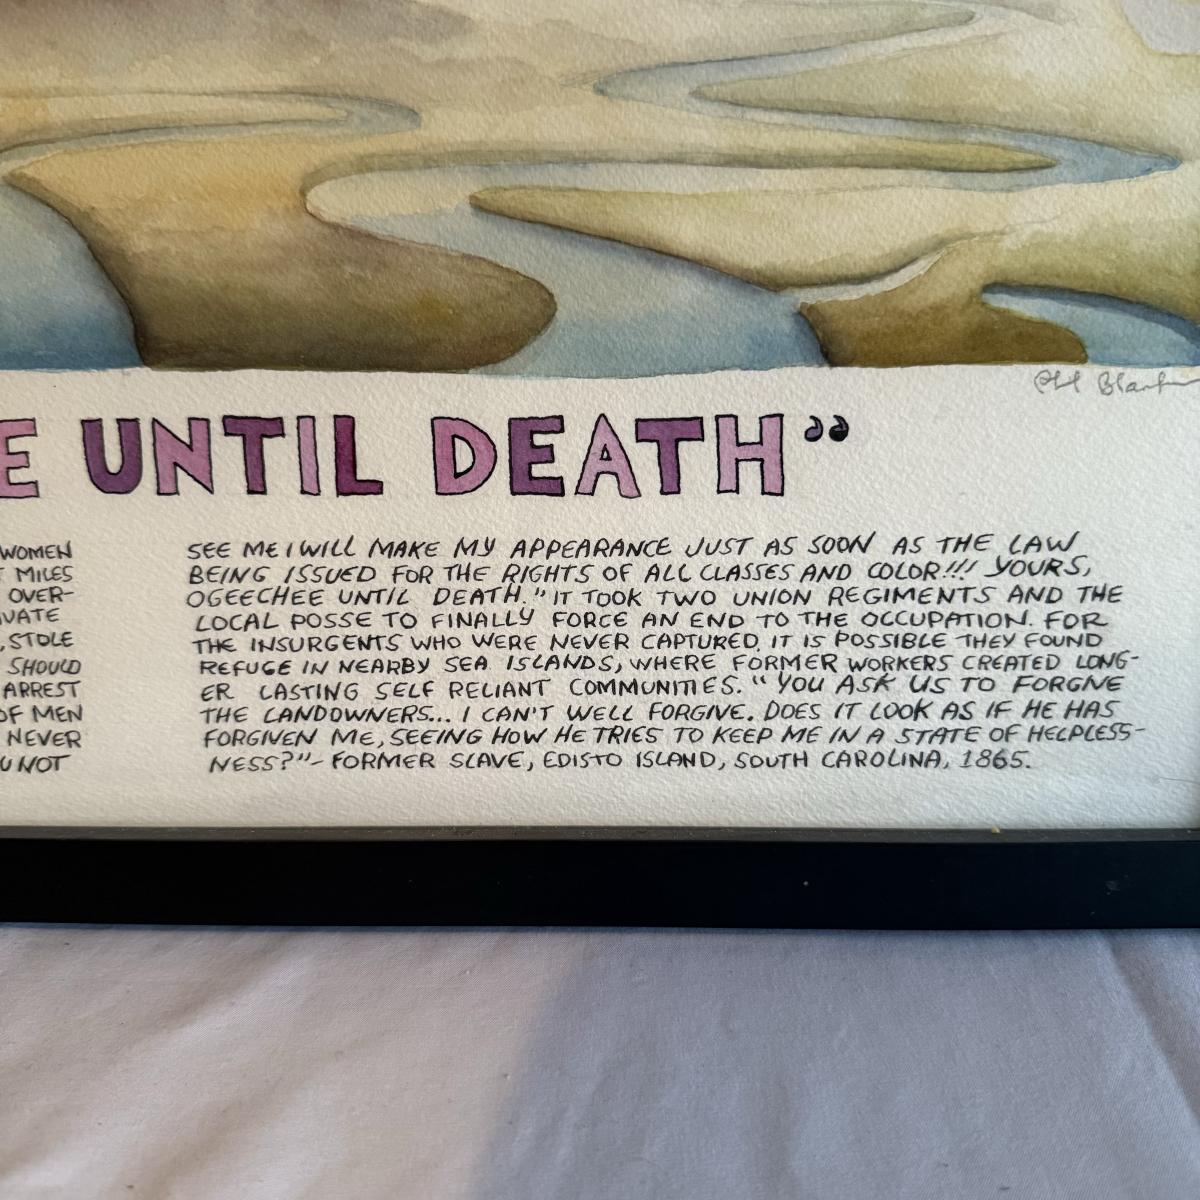 Phil Blank
E UNTIL DEATH"
WOMEN
MILES
OVER-
VATE
, STOLE
SHOULD
ARREST
OF MEN
NEVER
U NOT
SEE ME I WILL MAKE MY APPEARANCE JUST AS SOON AS THE LAW
BEING ISSUED FOR THE RIGHTS OF ALL CLASSES AND COLOR!!! YOURS,
OGEECHEE UNTIL DEATH." IT TOOK TWO UNION REGIMENTS AND THE
LOCAL POSSE TO FINALLY FORCE AN END TO THE OCCUPATION. FOR
THE INSURGENTS WHO WERE NEVER CAPTURED, IT IS POSSIBLE THEY FOUND
REFUGE IN NEARBY SEA ISLANDS, WHERE FORMER WORKERS CREATED LONG-
ER LASTING SELF RELIANT COMMUNITIES. "YOU ASK US TO FORGIVE
THE LANDOWNERS... I CAN'T WELL FORGIVE. DOES IT LOOK AS IF HE HAS
FORGIVEN ME, SEEING HOW HE TRIES TO KEEP ME IN A STATE OF HELPLESS-
NESS?" - FORMER SLAVE, EDISTO ISLAND, SOUTH CAROLINA, 1865.